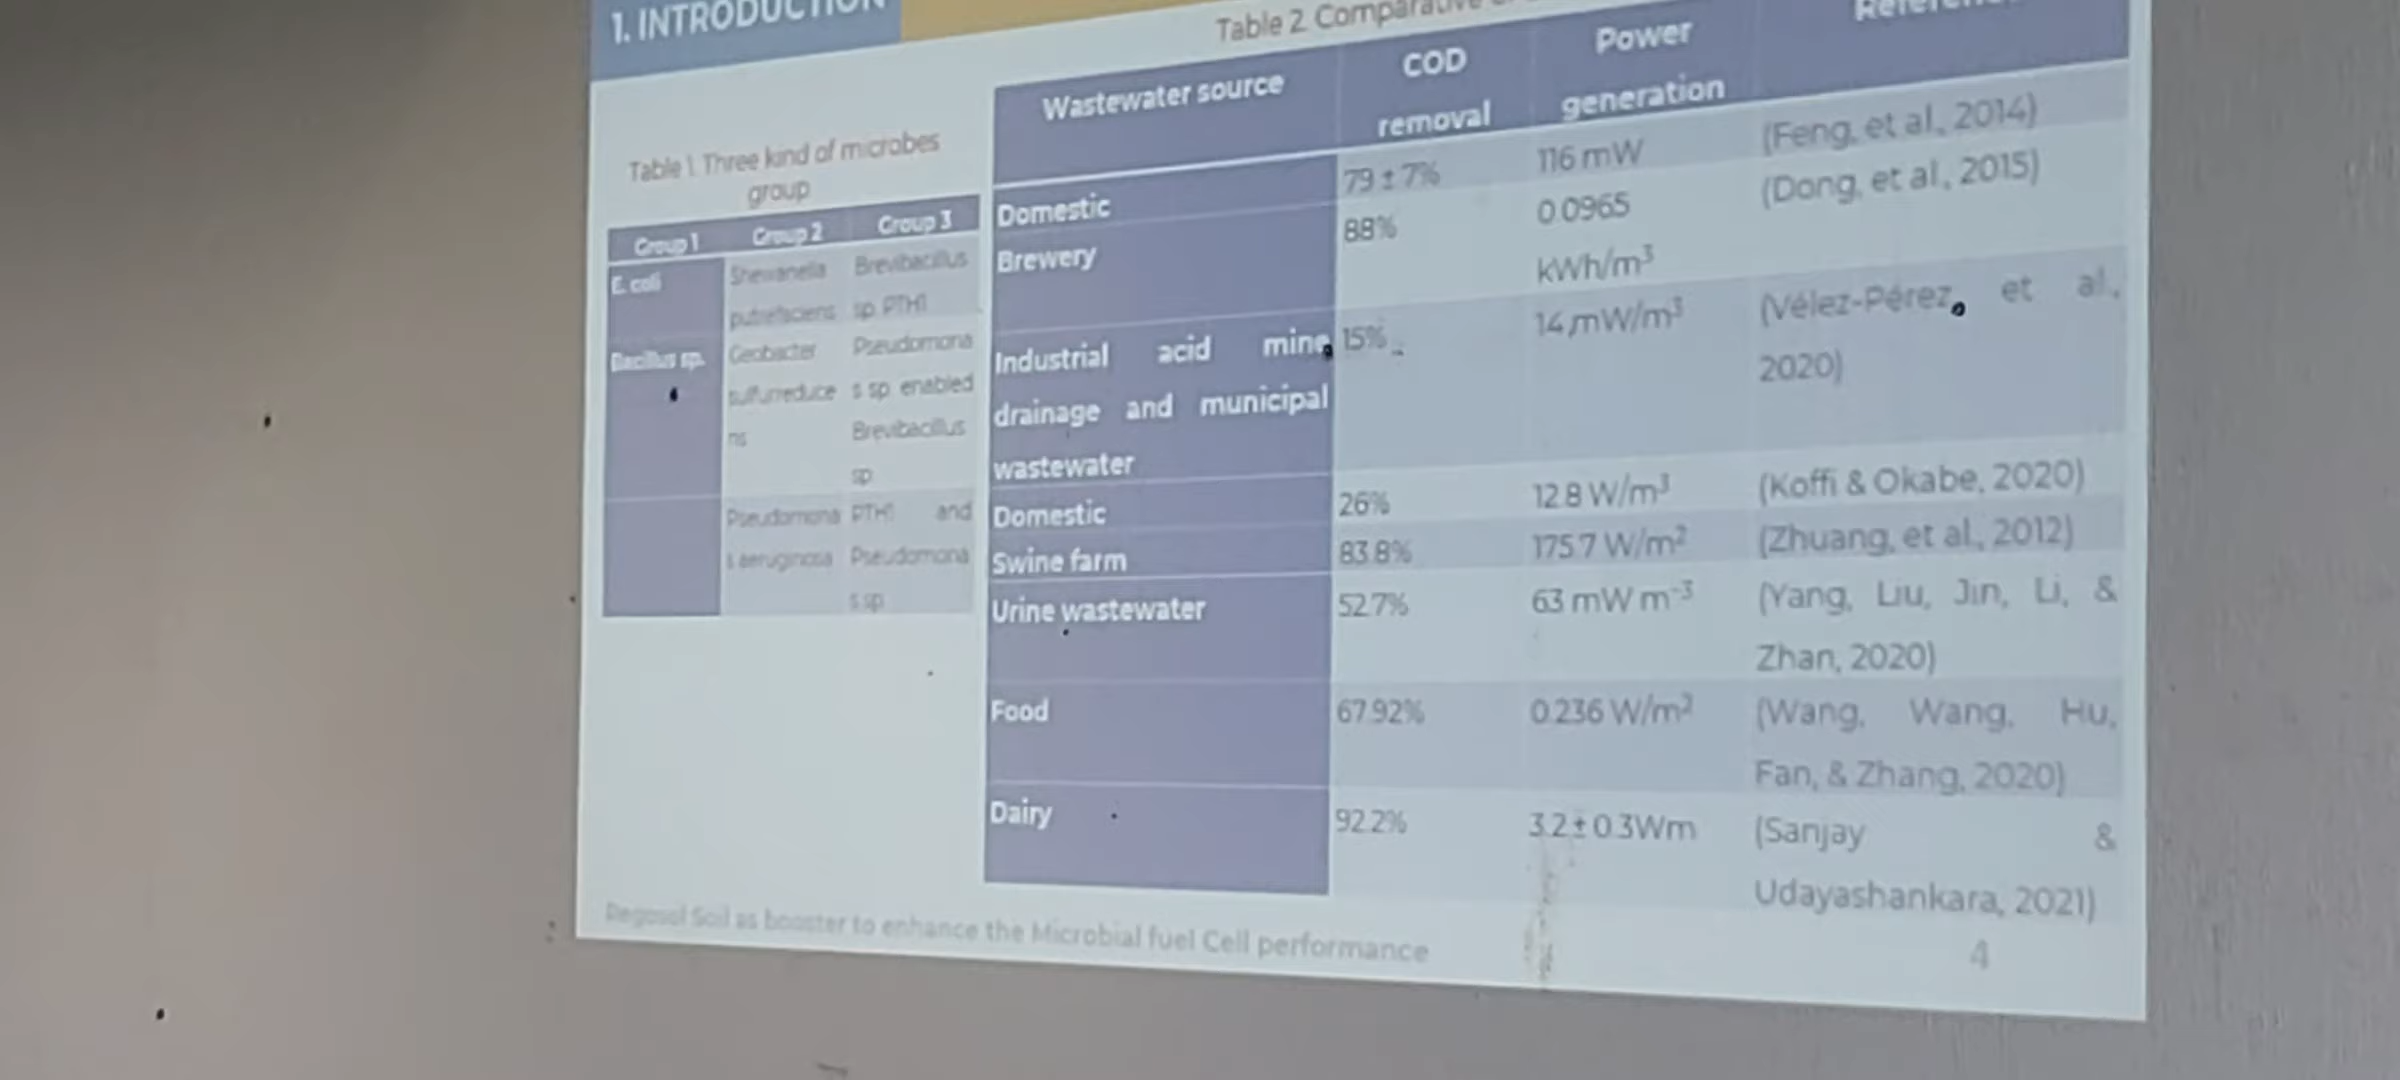 1. INTRODUCTION
Table 1. Three kind of microbes
group
Group 1 Group 2 Group 3
E. coli Shewanella Brevibacillus
putrefaciens sp. PTH1
Bacillus sp. Geobacter Pseudomona
sulfurreduce s sp enabled
ns Brevibacillus
sp
Pseudomona PTH1 and
s aeruginosa Pseudomona
s sp
Table 2. Comparative
Wastewater source COD removal Power generation
Domestic 79 ± 7% 116 mW (Feng, et al., 2014)
Brewery 88% 0.0965 (Dong, et al., 2015)
kWh/m³
Industrial acid mine 15% 14 mW/m³ (Vélez-Pérez, et al.,
drainage and municipal 2020)
wastewater
Domestic 26% 12.8 W/m³ (Koffi & Okabe, 2020)
Swine farm 83.8% 175.7 W/m² (Zhuang, et al., 2012)
Urine wastewater 52.7% 63 mW m⁻³ (Yang, Liu, Jin, Li, &
Zhan, 2020)
Food 67.92% 0.236 W/m² (Wang, Wang, Hu,
Fan, & Zhang, 2020)
Dairy 92.2% 3.2 ± 0.3Wm (Sanjay &
Udayashankara, 2021)
Regosol Soil as booster to enhance the Microbial fuel Cell performance
4